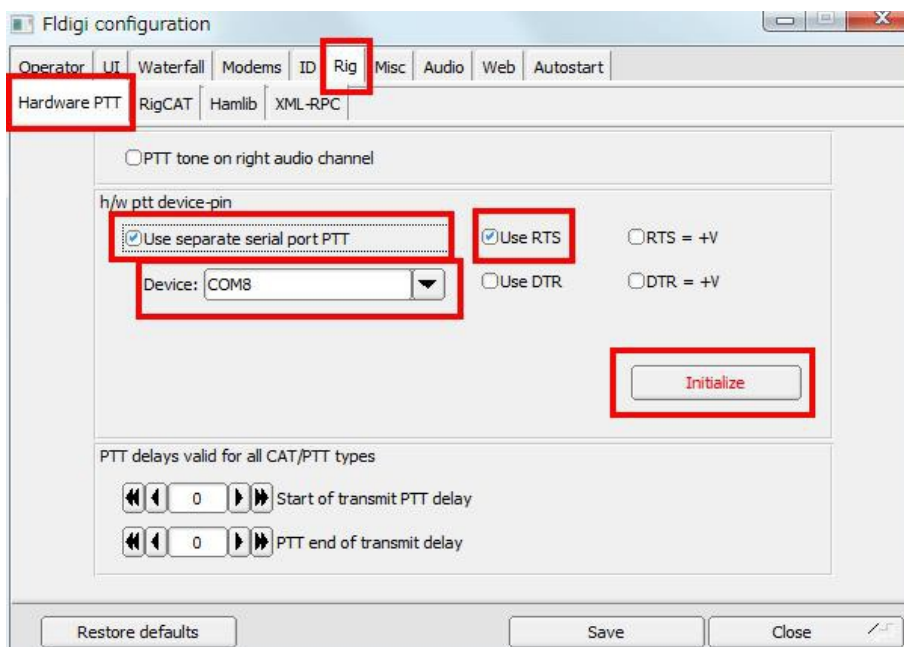 Fldigi configuration
Operator UI Waterfall Modems ID Rig Misc Audio Web Autostart
Hardware PTT RigCAT Hamlib XML-RPC
PTT tone on right audio channel
h/w ptt device-pin
Use separate serial port PTT Use RTS RTS = +V
Device: COM8 Use DTR DTR = +V
Initialize
PTT delays valid for all CAT/PTT types
0 Start of transmit PTT delay
0 PTT end of transmit delay
Restore defaults Save Close